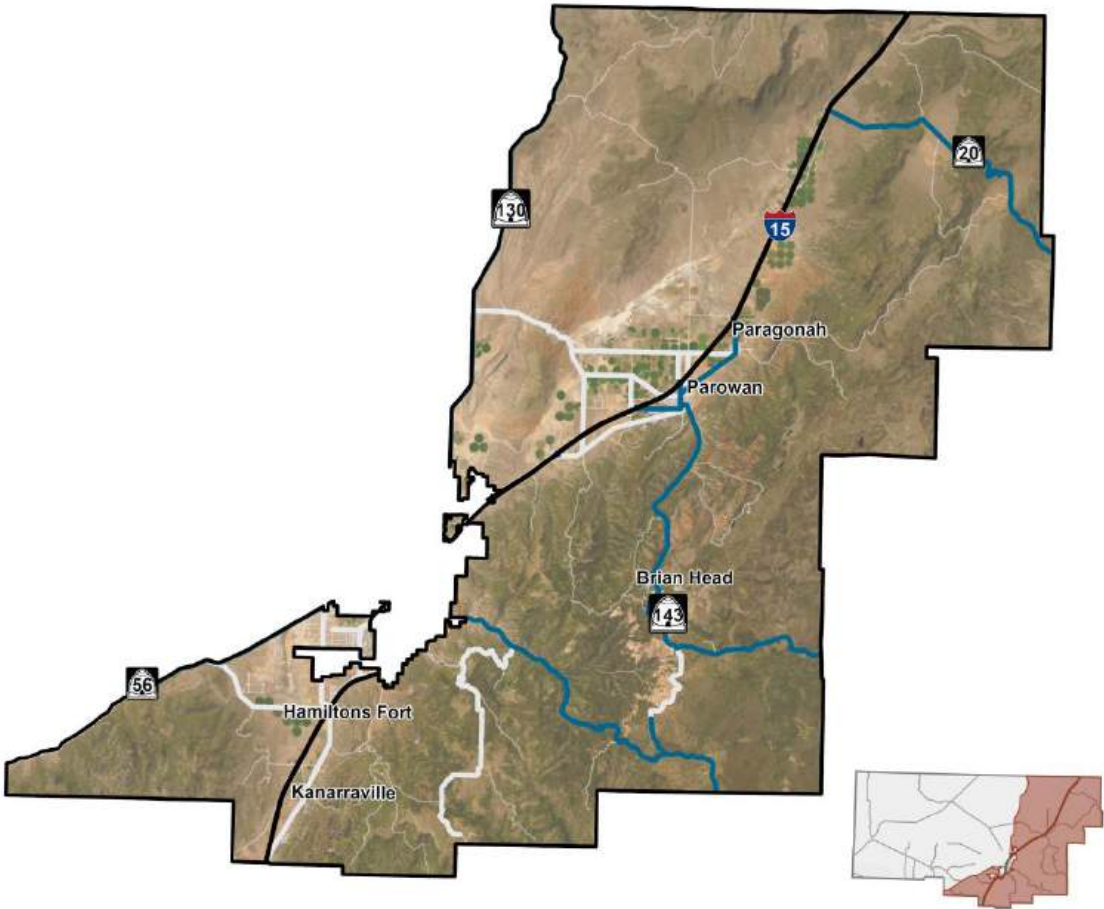 20
130
15
Paragonah
Parowan
Brian Head
143
56
Hamiltons Fort
Kanarraville